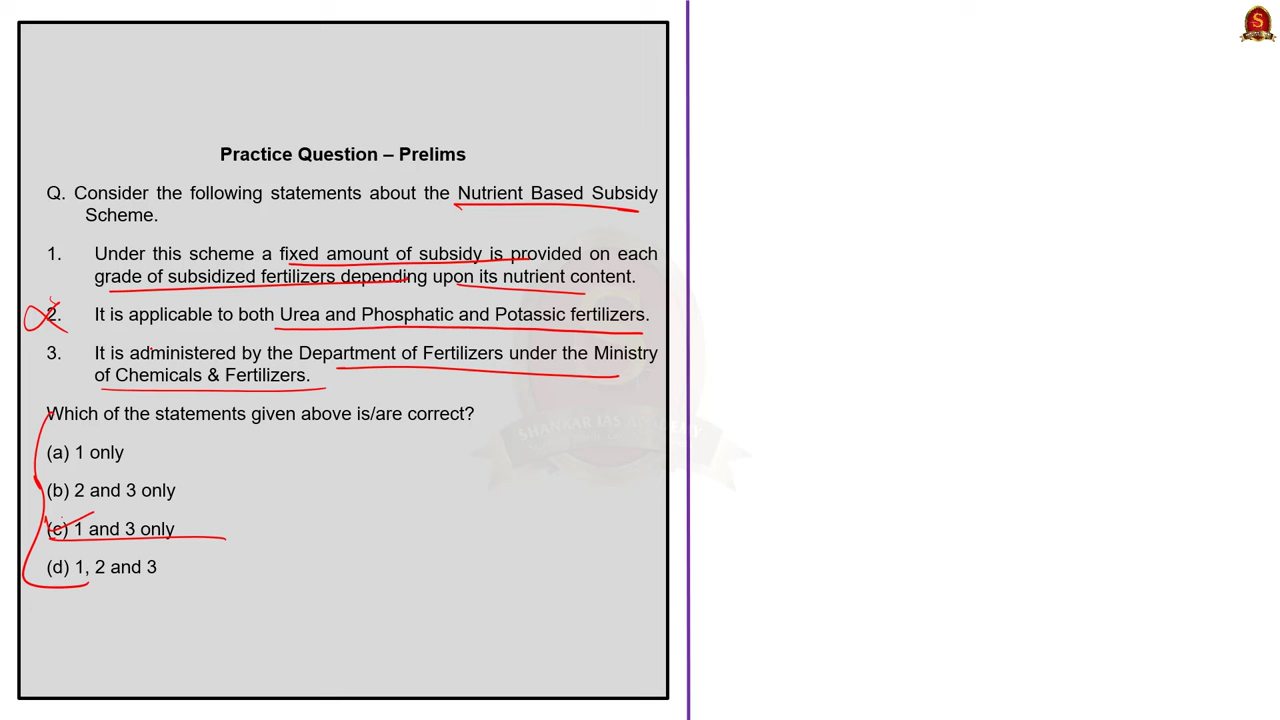 Practice Question – Prelims
Q. Consider the following statements about the Nutrient Based Subsidy
Scheme.
1. Under this scheme a fixed amount of subsidy is provided on each
grade of subsidized fertilizers depending upon its nutrient content.
2. It is applicable to both Urea and Phosphatic and Potassic fertilizers.
3. It is administered by the Department of Fertilizers under the Ministry
of Chemicals & Fertilizers.
Which of the statements given above is/are correct?
(a) 1 only
(b) 2 and 3 only
(c) 1 and 3 only
(d) 1, 2 and 3
SHANKAR IAS ACADEMY
S